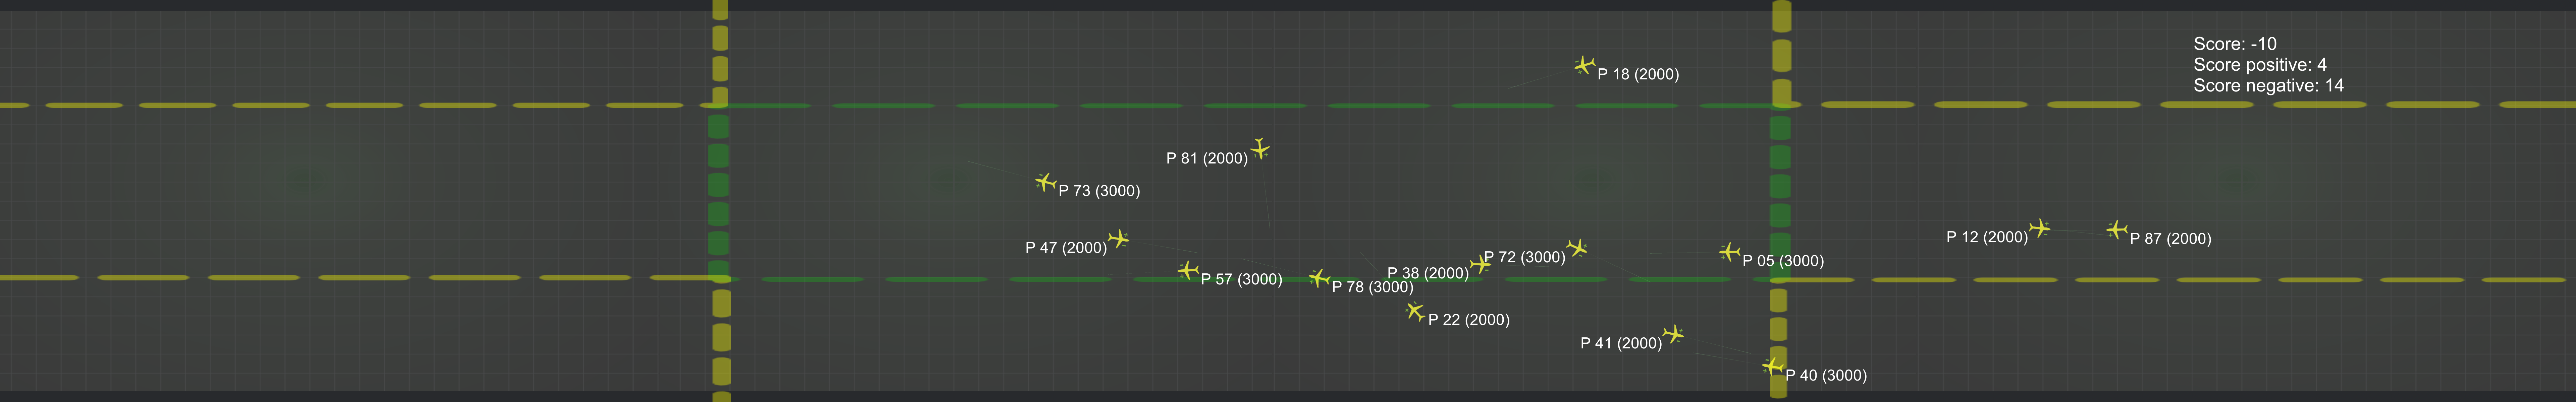 Score: -10
Score positive: 4
Score negative: 14
P 18 (2000)
P 81 (2000)
P 73 (3000)
P 47 (2000)
P 12 (2000)
P 87 (2000)
P 72 (3000)
P 05 (3000)
P 38 (2000)
P 57 (3000)
P 78 (3000)
P 22 (2000)
P 41 (2000)
P 40 (3000)